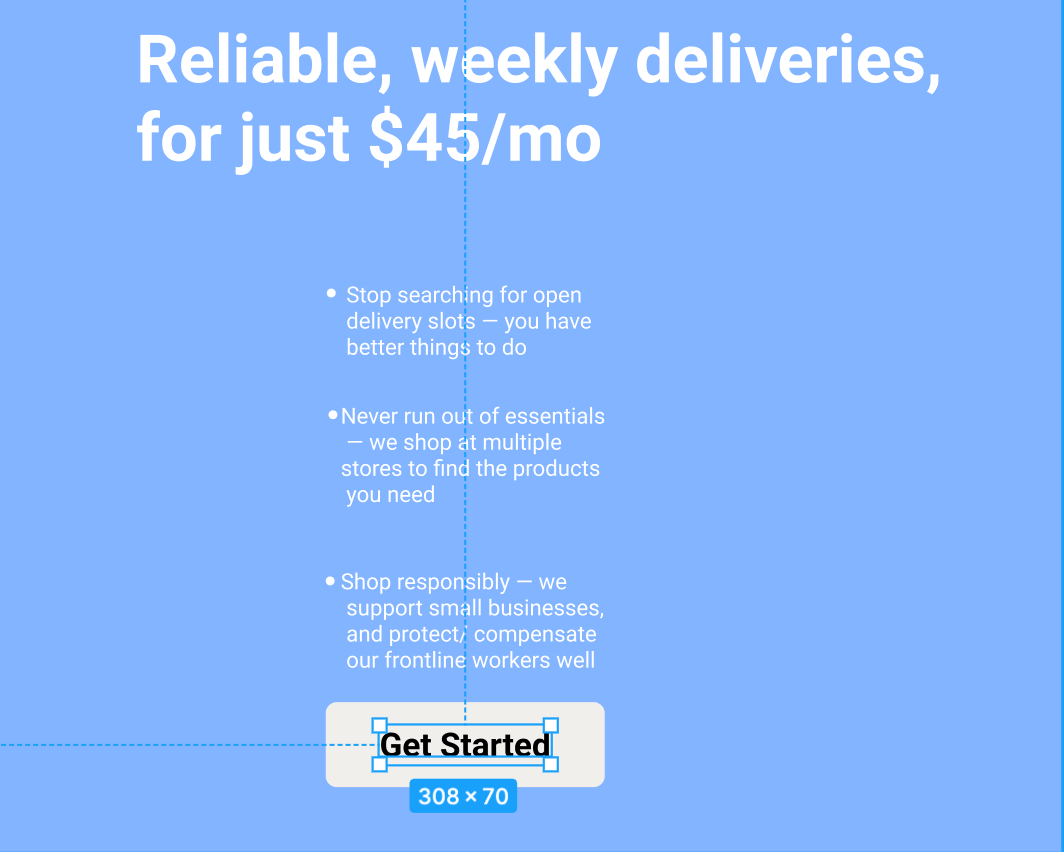 Reliable, weekly deliveries,
for just $45/mo
• Stop searching for open
delivery slots — you have
better things to do
•Never run out of essentials
— we shop at multiple
stores to find the products
you need
• Shop responsibly — we
support small businesses,
and protect/ compensate
our frontline workers well
Get Started
308 × 70